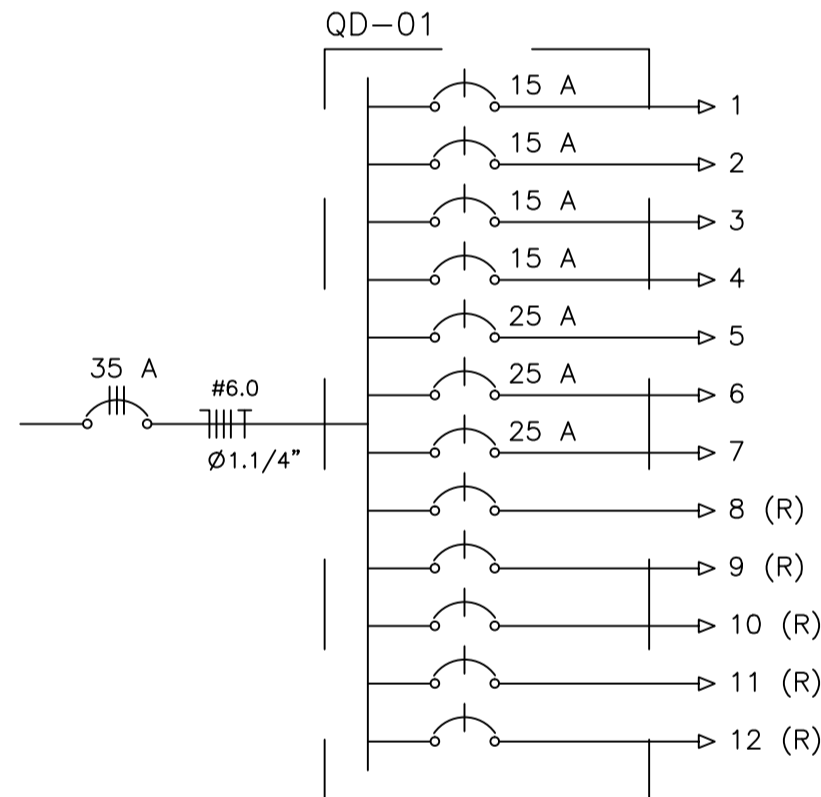 QD-01
15 A
1
15 A
2
15 A
3
15 A
4
25 A
5
35 A
#6.0
Ø1.1/4”
25 A
6
25 A
7
8 (R)
9 (R)
10 (R)
11 (R)
12 (R)